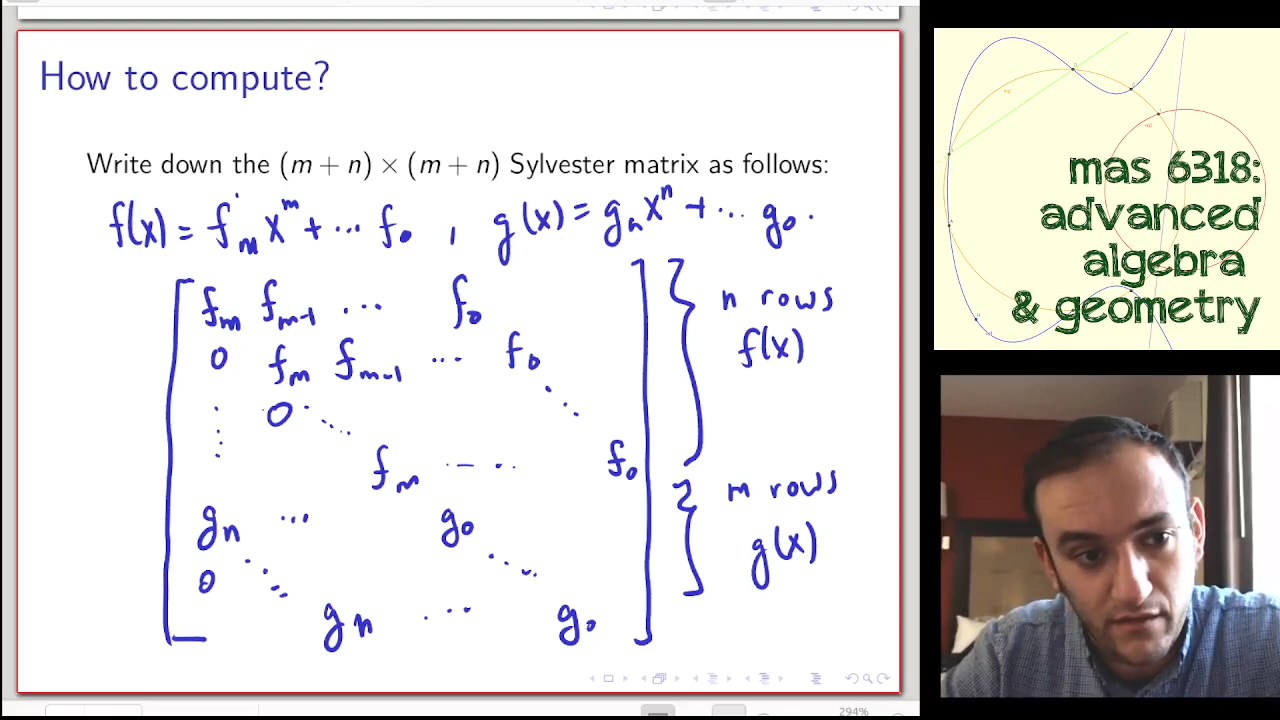 How to compute?
Write down the (m + n) × (m + n) Sylvester matrix as follows:
f(x) = f_m x^m + ... f_0 , g(x) = g_n x^n + ... g_0 .
f_m f_{m-1} ... f_0
0 f_m f_{m-1} ... f_0
0
f_m ... f_0
g_n ... g_0
0
g_n ... g_0
n rows
f(x)
m rows
g(x)
294%
mas 6318:
advanced
algebra
& geometry